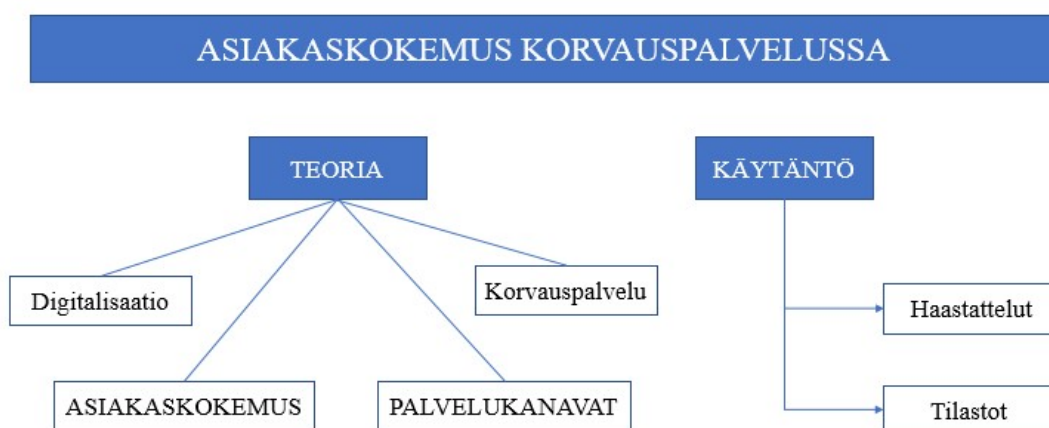 ASIAKASKOKEMUS KORVAUSPALVELUSSA
TEORIA
KÄYTÄNTÖ
Digitalisaatio
Korvauspalvelu
Haastattelut
ASIAKASKOKEMUS
PALVELUKANAVAT
Tilastot